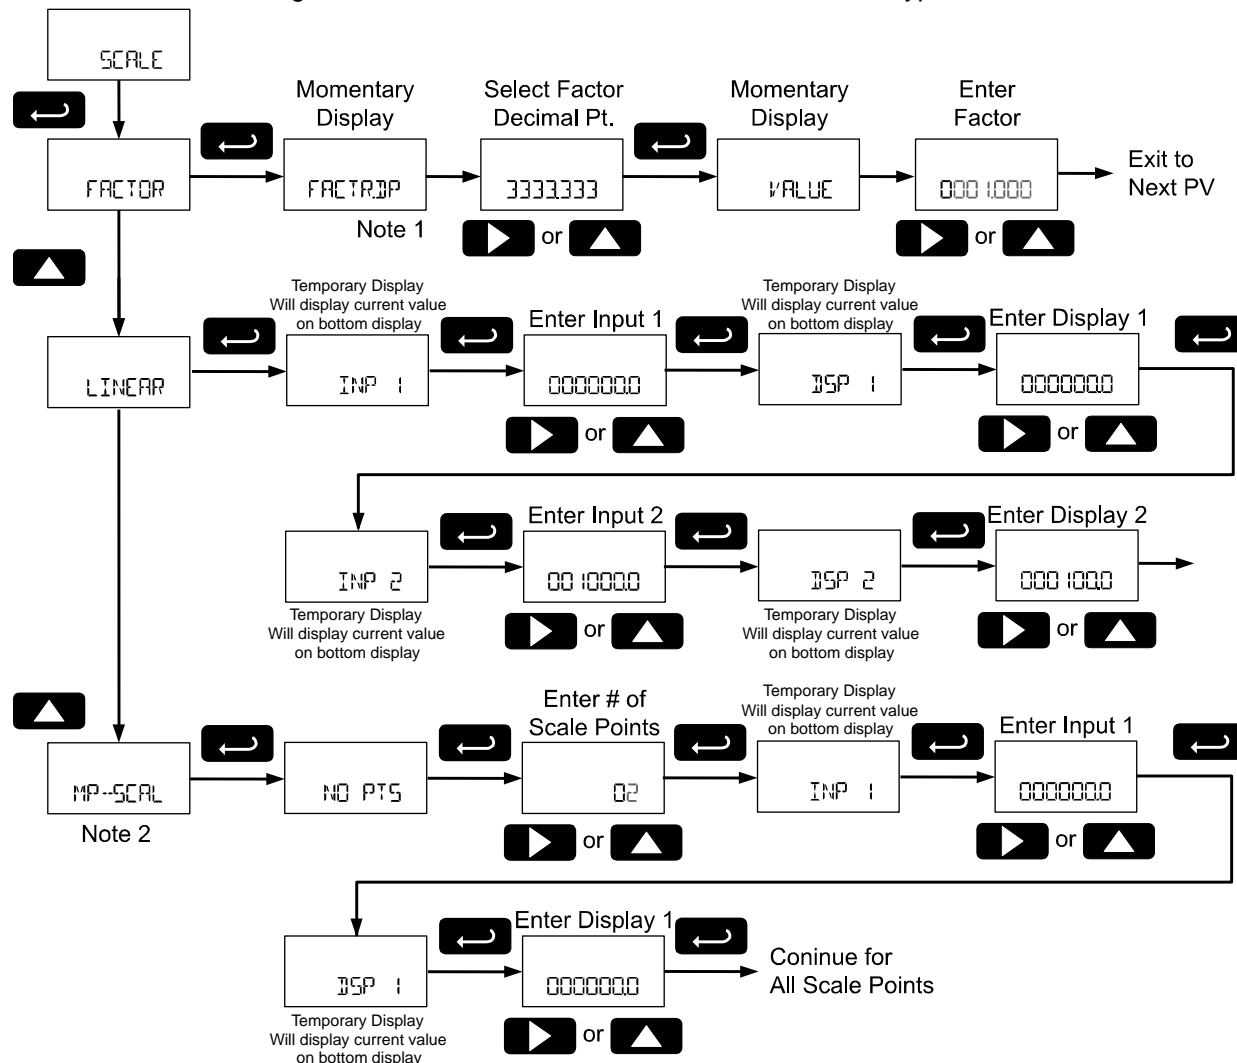 SCALE
Momentary
Display
Select Factor
Decimal Pt.
Momentary
Display
Enter
Factor
FACTOR
FACTR.DP
3333.333
VALUE
0001.000
Exit to
Next PV
Note 1
or
or
Temporary Display
Will display current value
on bottom display
Enter Input 1
Temporary Display
Will display current value
on bottom display
Enter Display 1
LINEAR
INP 1
000000.0
DSP 1
000000.0
or
or
Enter Input 2
Enter Display 2
INP 2
001000.0
DSP 2
000100.0
Temporary Display
Will display current value
on bottom display
or
Temporary Display
Will display current value
on bottom display
or
Enter # of
Scale Points
Temporary Display
Will display current value
on bottom display
Enter Input 1
MP--SCAL
NO PTS
02
INP 1
000000.0
Note 2
or
or
Enter Display 1
DSP 1
000000.0
Coninue for
All Scale Points
Temporary Display
Will display current value
on bottom display
or